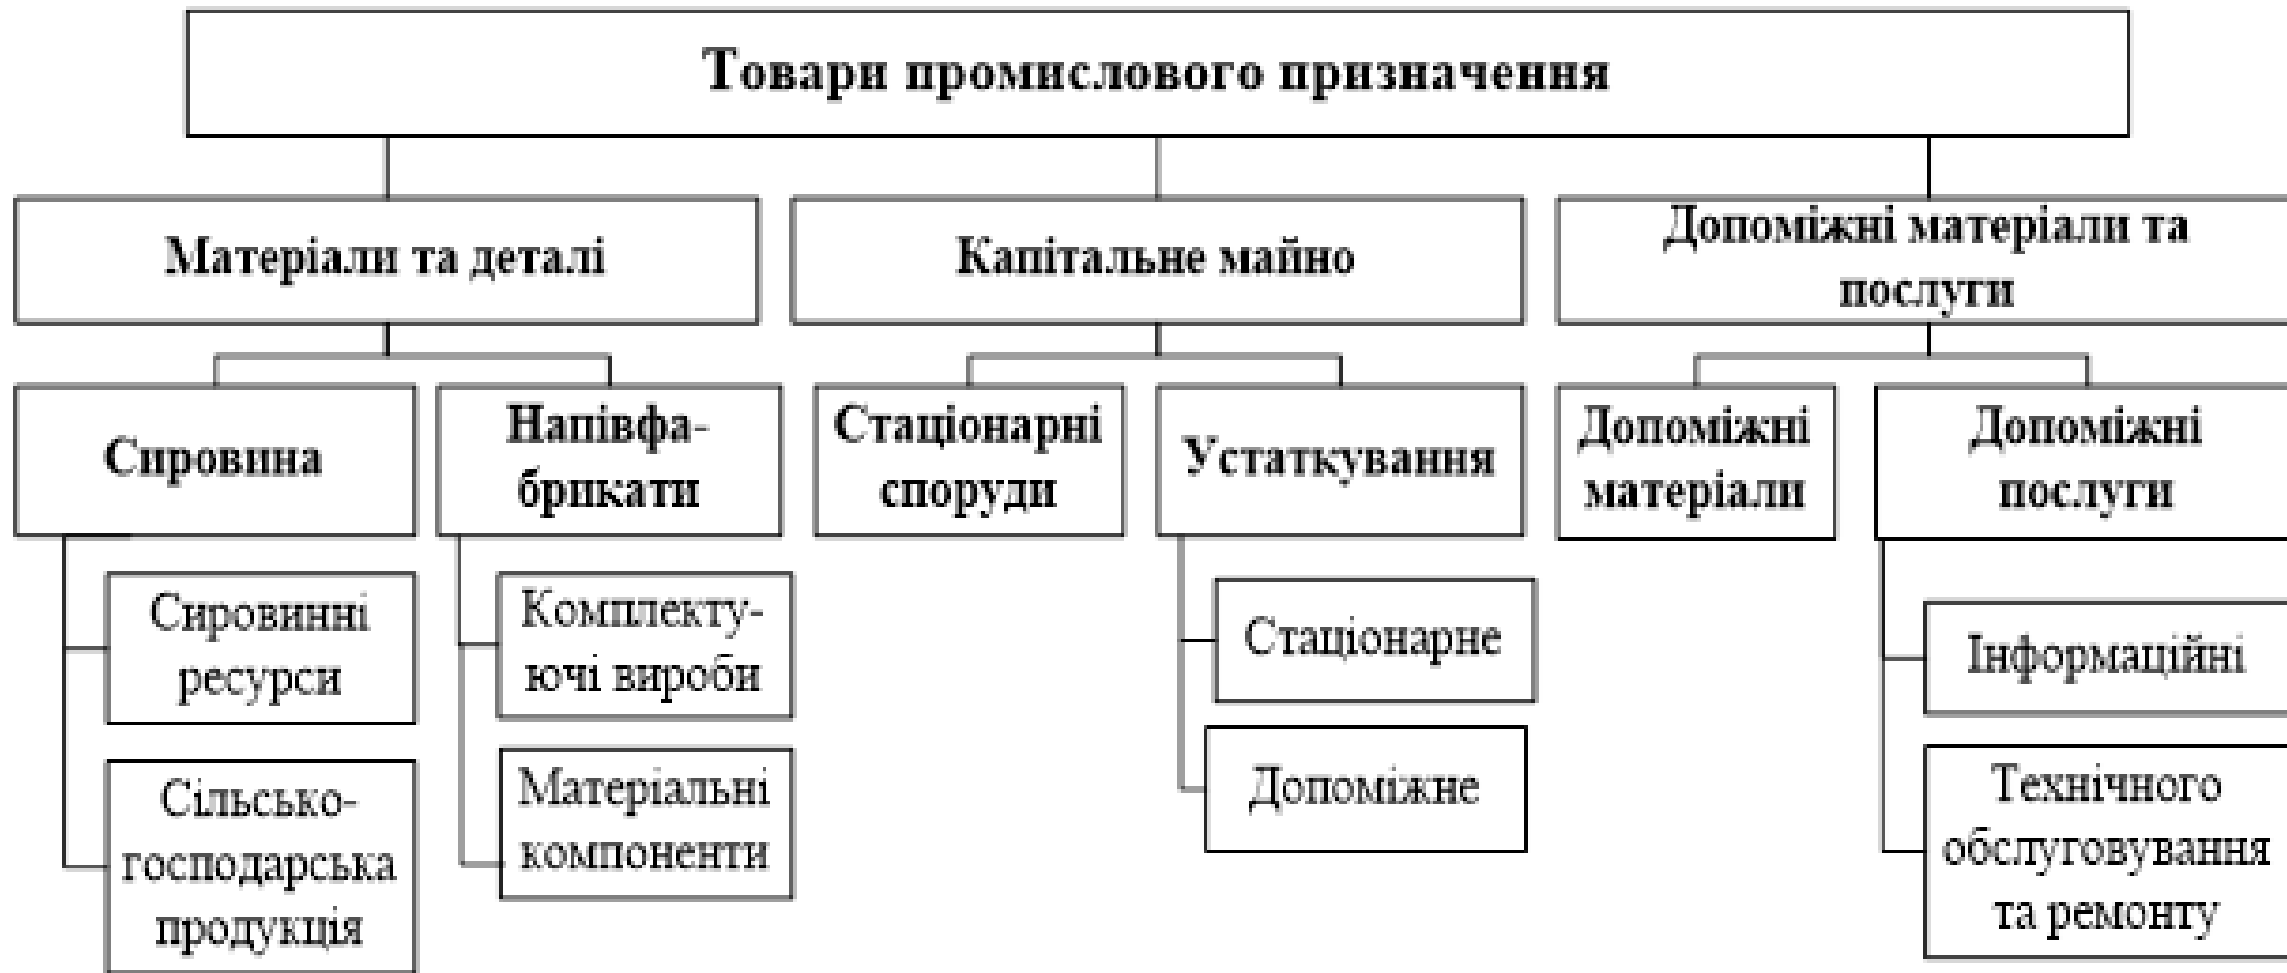 Товари промислового призначення
Матеріали та деталі
Капітальне майно
Допоміжні матеріали та
послуги
Сировина
Напівфа-
брикати
Стаціонарні
споруди
Устаткування
Допоміжні
матеріали
Допоміжні
послуги
Сировинні
ресурси
Комплекту-
ючі вироби
Стаціонарне
Інформаційні
Сільсько-
господарська
продукція
Матеріальні
компоненти
Допоміжне
Технічного
обслуговування
та ремонту